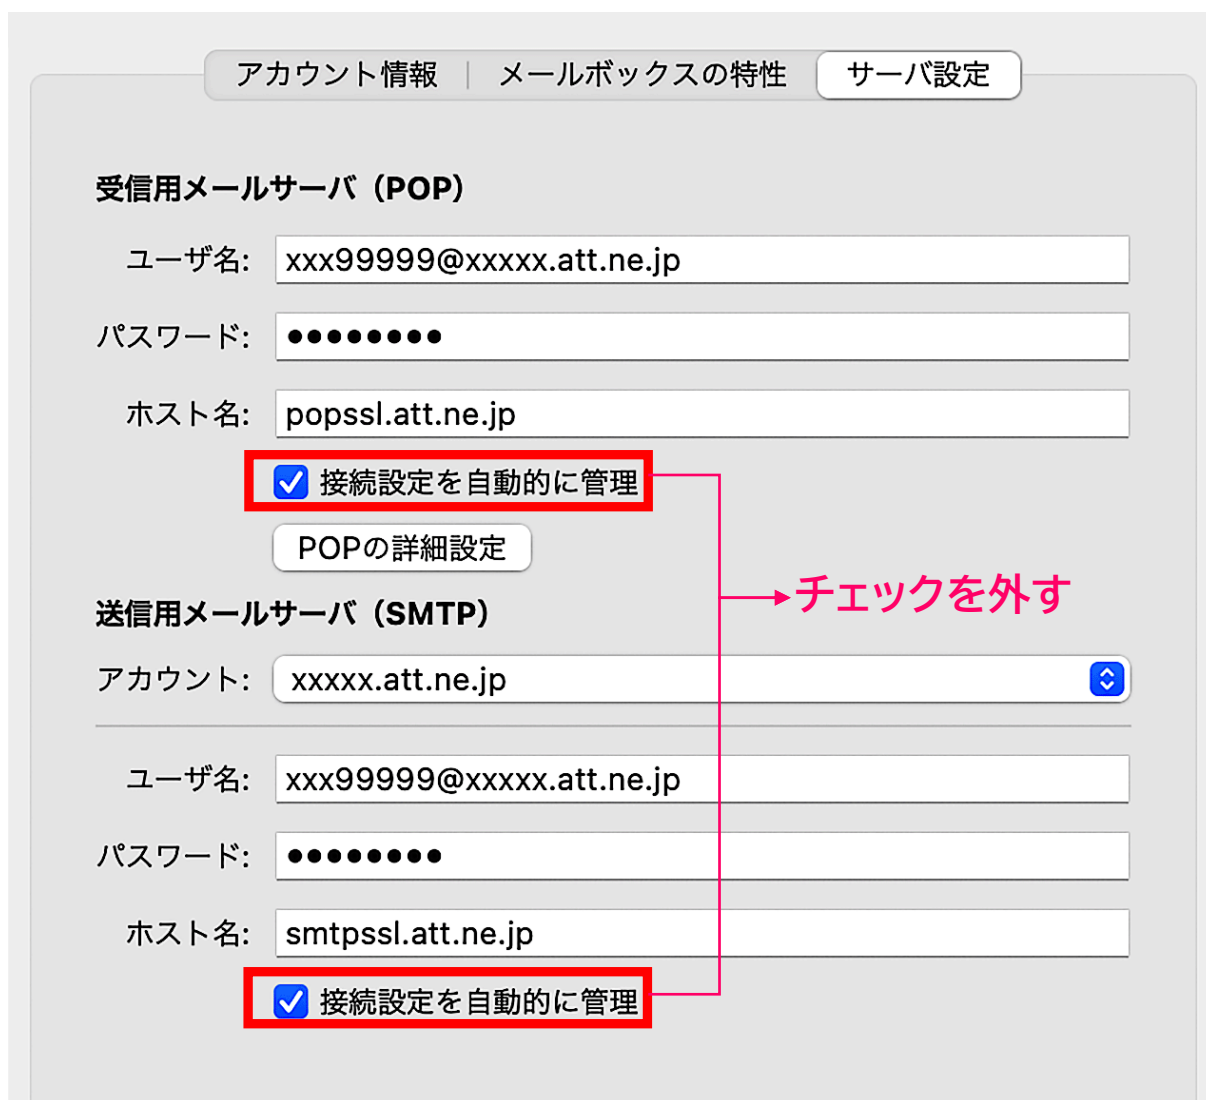 アカウント情報 | メールボックスの特性 サーバ設定
受信用メールサーバ（POP）
ユーザ名: xxx99999@xxxxx.att.ne.jp
パスワード: ●●●●●●●●
ホスト名: popssl.att.ne.jp
接続設定を自動的に管理
POPの詳細設定
チェックを外す
送信用メールサーバ（SMTP）
アカウント: xxxxx.att.ne.jp
ユーザ名: xxx99999@xxxxx.att.ne.jp
パスワード: ●●●●●●●●
ホスト名: smtpssl.att.ne.jp
接続設定を自動的に管理